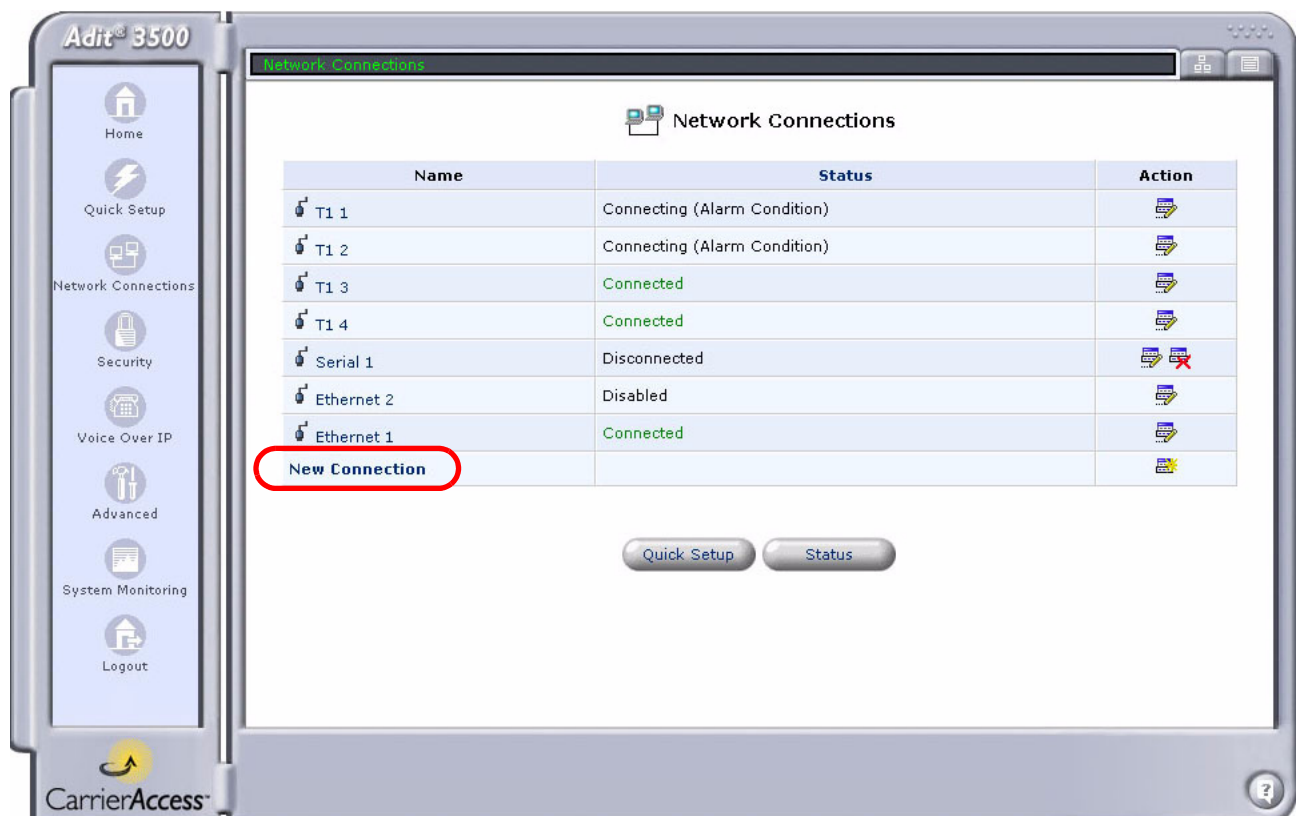 Adit® 3500
Network Connections
Home
Quick Setup
Network Connections
Security
Voice Over IP
Advanced
System Monitoring
Logout
Network Connections
Name Status Action
T1 1 Connecting (Alarm Condition)
T1 2 Connecting (Alarm Condition)
T1 3 Connected
T1 4 Connected
Serial 1 Disconnected
Ethernet 2 Disabled
Ethernet 1 Connected
New Connection
Quick Setup Status
CarrierAccess
?